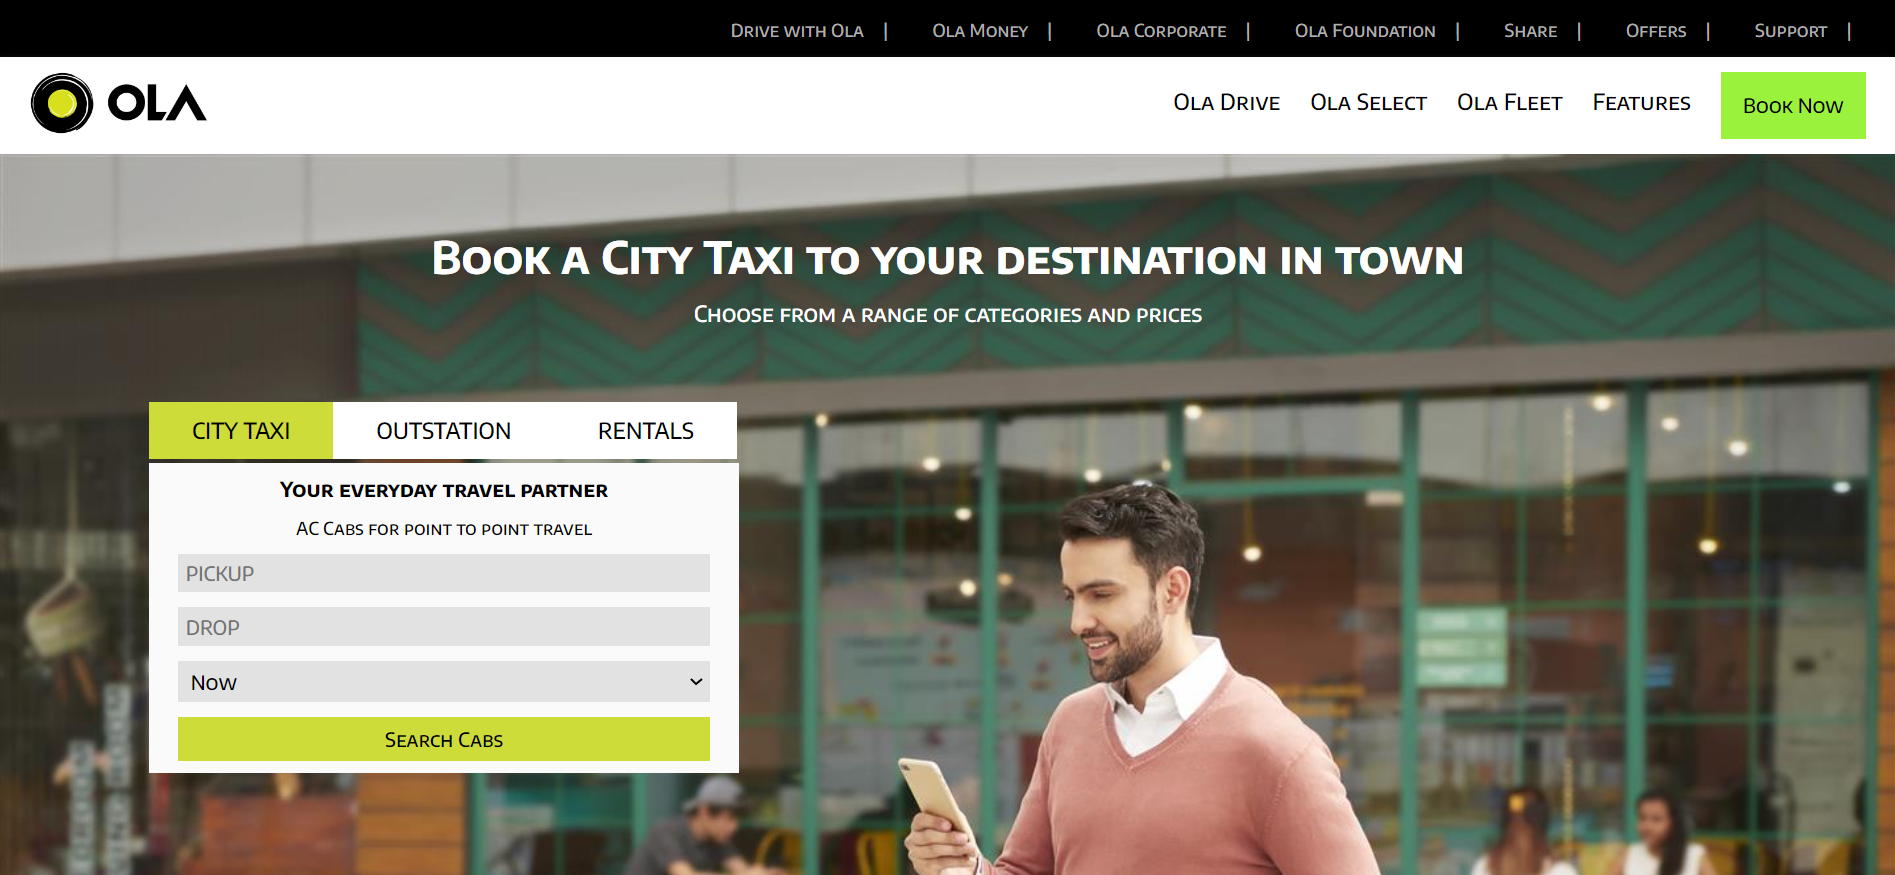 Drive with Ola | Ola Money | Ola Corporate | Ola Foundation | Share | Offers | Support |
OLA
Ola Drive Ola Select Ola Fleet Features Book Now
Book a City Taxi to your destination in town
Choose from a range of categories and prices
CITY TAXI OUTSTATION RENTALS
Your everyday travel partner
AC Cabs for point to point travel
PICKUP
DROP
Now
Search Cabs